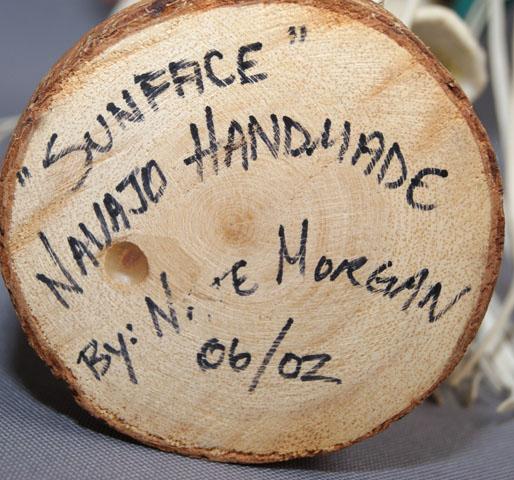 "SUNFACE"
NAVAJO HANDMADE
BY: MORGAN
06/02